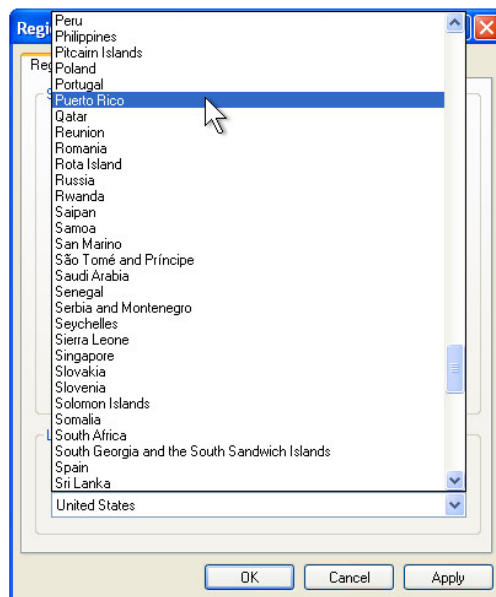 Regi
Peru
Philippines
Pitcairn Islands
Reg
Poland
Portugal
Puerto Rico
Qatar
Reunion
Romania
Rota Island
Russia
Rwanda
Saipan
Samoa
San Marino
São Tomé and Príncipe
Saudi Arabia
Senegal
Serbia and Montenegro
Seychelles
Sierra Leone
Singapore
Slovakia
Slovenia
Solomon Islands
Somalia
South Africa
South Georgia and the South Sandwich Islands
Spain
Sri Lanka
United States
OK Cancel Apply